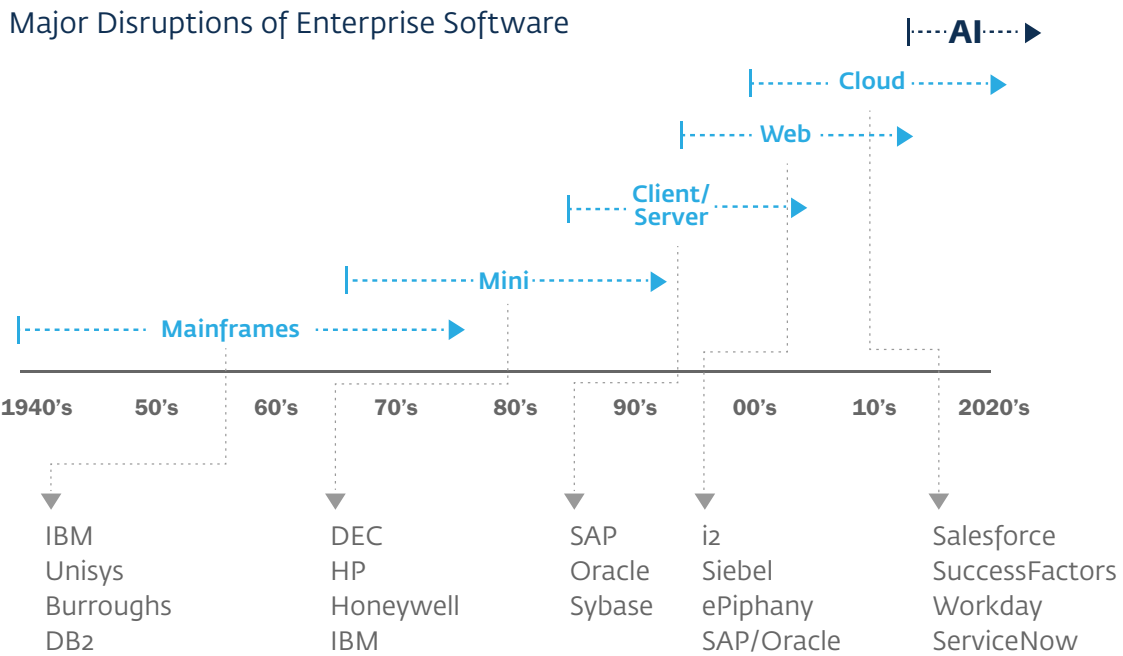 Major Disruptions of Enterprise Software
AI
Cloud
Web
Client/
Server
Mini
Mainframes
1940's 50's 60's 70's 80's 90's 00's 10's 2020's
IBM
Unisys
Burroughs
DB2
DEC
HP
Honeywell
IBM
SAP
Oracle
Sybase
i2
Siebel
ePiphany
SAP/Oracle
Salesforce
SuccessFactors
Workday
ServiceNow